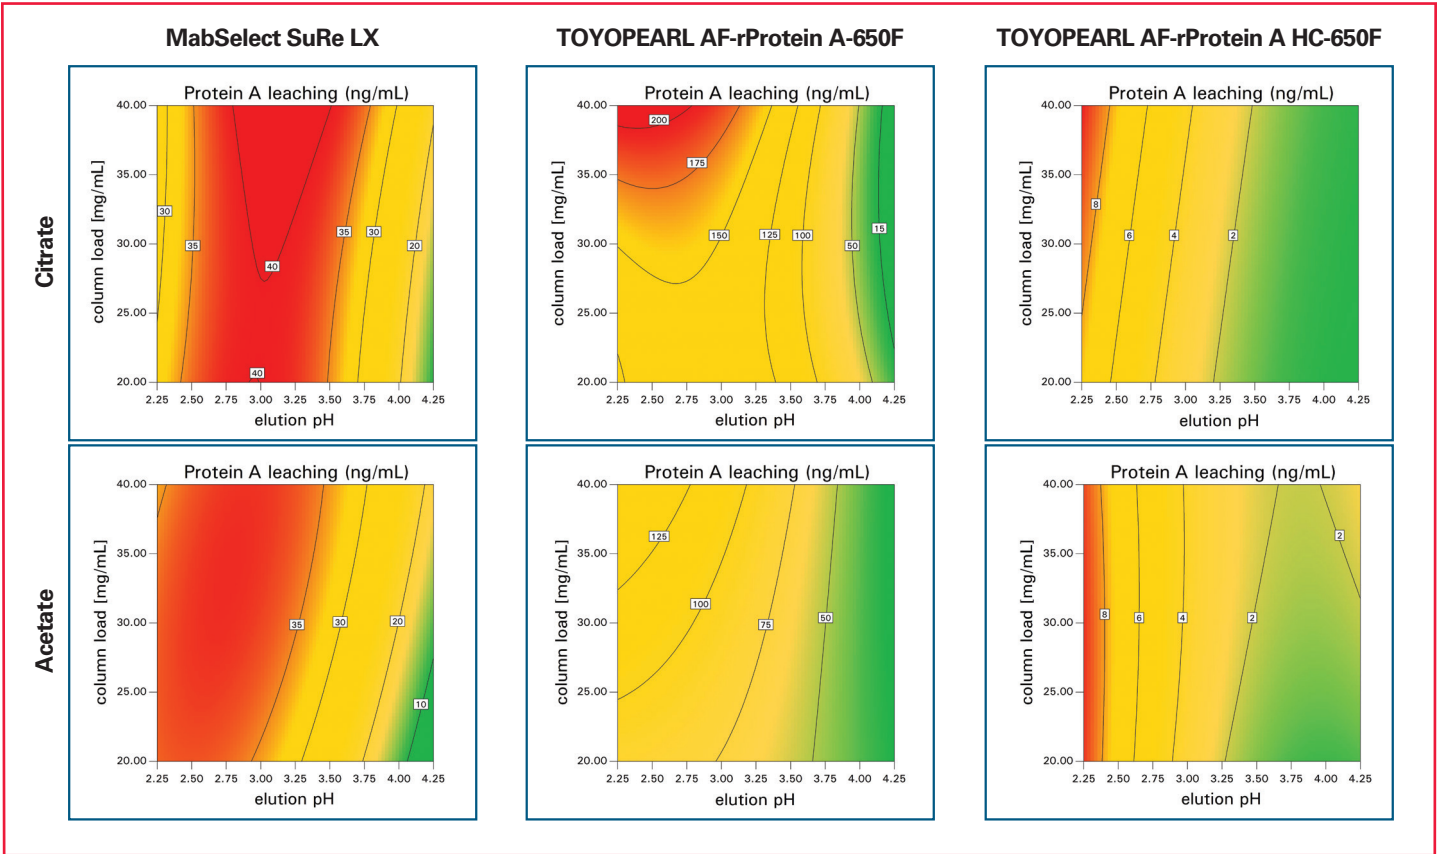 MabSelect SuRe LX
TOYOPEARL AF-rProtein A-650F
TOYOPEARL AF-rProtein A HC-650F
Citrate
Protein A leaching (ng/mL)
column load [mg/mL]
40.00
35.00
30.00
25.00
20.00
30
35
40
40
35
30
20
2.25 2.50 2.75 3.00 3.25 3.50 3.75 4.00 4.25
elution pH
Protein A leaching (ng/mL)
column load [mg/mL]
40.00
35.00
30.00
25.00
20.00
200
175
150
125
100
50
15
2.25 2.50 2.75 3.00 3.25 3.50 3.75 4.00 4.25
elution pH
Protein A leaching (ng/mL)
column load [mg/mL]
40.00
35.00
30.00
25.00
20.00
8
6
4
2
2.25 2.50 2.75 3.00 3.25 3.50 3.75 4.00 4.25
elution pH
Acetate
Protein A leaching (ng/mL)
column load [mg/mL]
40.00
35.00
30.00
25.00
20.00
35
30
20
10
2.25 2.50 2.75 3.00 3.25 3.50 3.75 4.00 4.25
elution pH
Protein A leaching (ng/mL)
column load [mg/mL]
40.00
35.00
30.00
25.00
20.00
125
100
75
50
2.25 2.50 2.75 3.00 3.25 3.50 3.75 4.00 4.25
elution pH
Protein A leaching (ng/mL)
column load [mg/mL]
40.00
35.00
30.00
25.00
20.00
8
6
4
2
2
2.25 2.50 2.75 3.00 3.25 3.50 3.75 4.00 4.25
elution pH